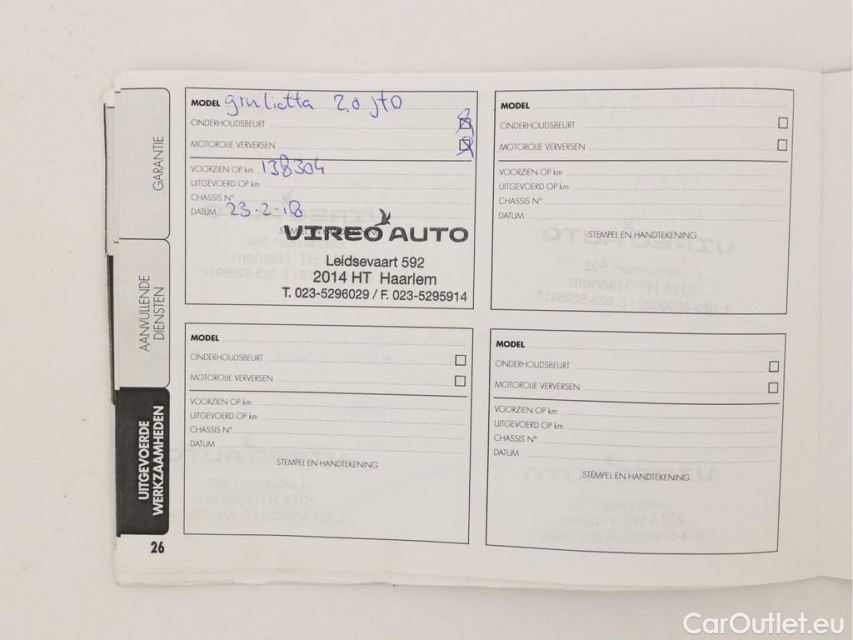 GARANTIE
AANVULLENDE
DIENSTEN
UITGEVOERDE
WERKZAAMHEDEN
26
MODEL giulietta 2.0 jtD
ONDERHOUDSBEURT
MOTOROLIE VERVERSEN
VOORZIEN OP km 138304
UITGEVOERD OP km
CHASSIS N°
DATUM 23-2-18
VIREO AUTO
Leidsevaart 592
2014 HT Haarlem
T. 023-5296029 / F. 023-5295914
MODEL
ONDERHOUDSBEURT
MOTOROLIE VERVERSEN
VOORZIEN OP km
UITGEVOERD OP km
CHASSIS N°
DATUM
STEMPEL EN HANDTEKENING
MODEL
ONDERHOUDSBEURT
MOTOROLIE VERVERSEN
VOORZIEN OP km
UITGEVOERD OP km
CHASSIS N°
DATUM
STEMPEL EN HANDTEKENING
MODEL
ONDERHOUDSBEURT
MOTOROLIE VERVERSEN
VOORZIEN OP km
UITGEVOERD OP km
CHASSIS N°
DATUM
STEMPEL EN HANDTEKENING
CarOutlet.eu